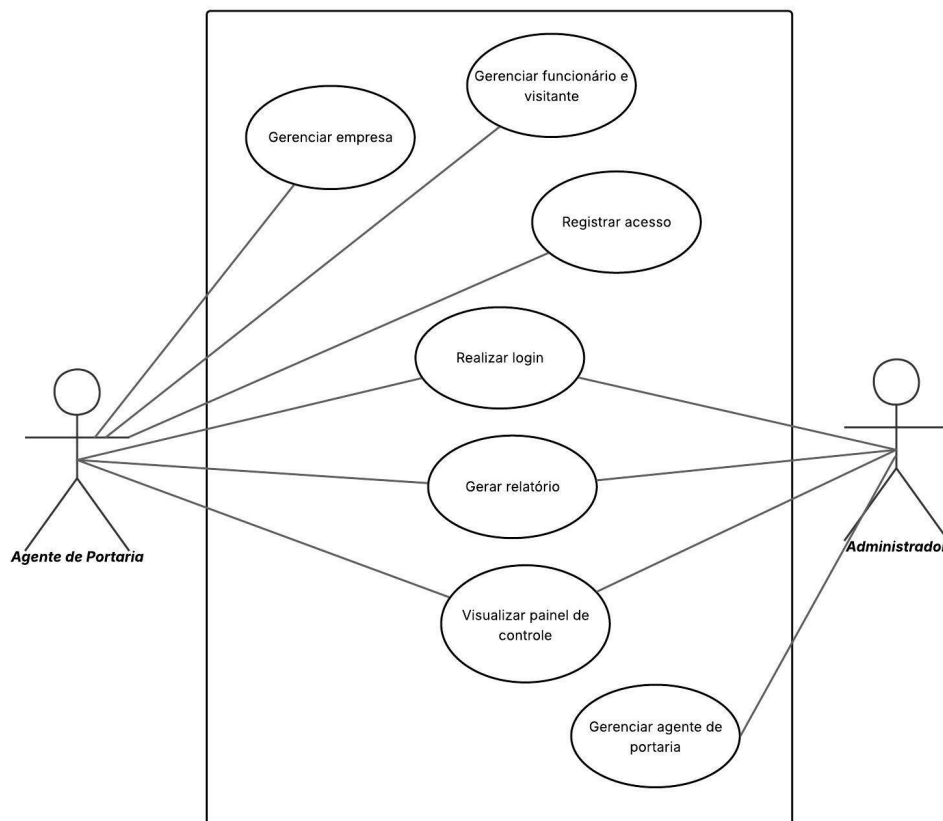 Gerenciar funcionário e
visitante
Gerenciar empresa
Registrar acesso
Realizar login
Gerar relatório
Agente de Portaria
Administrador
Visualizar painel de
controle
Gerenciar agente de
portaria